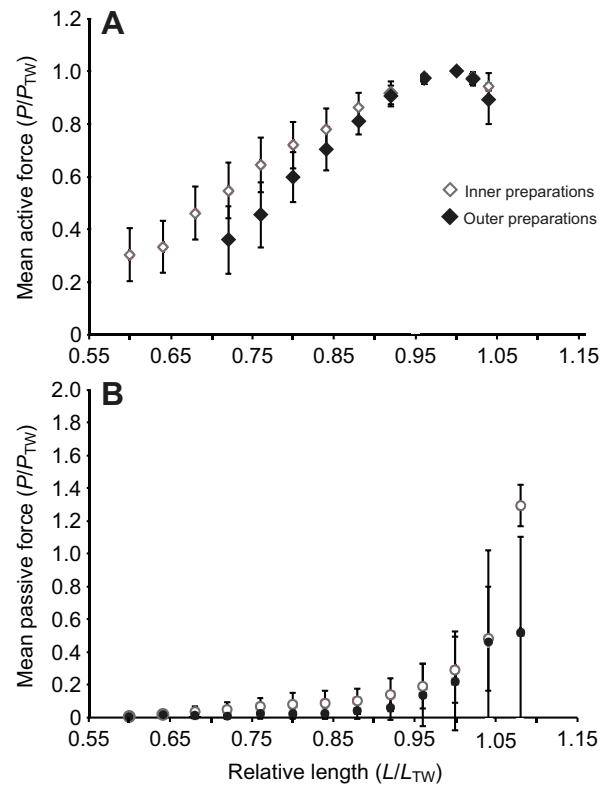 A
1.2
1.0
0.8
0.6
0.4
0.2
0
Mean active force (P/PTW)
Inner preparations
Outer preparations
0.55 0.65 0.75 0.85 0.95 1.05 1.15
B
2.0
1.8
1.6
1.4
1.2
1.0
0.8
0.6
0.4
0.2
0
Mean passive force (P/PTW)
0.55 0.65 0.75 0.85 0.95 1.05 1.15
Relative length (L/LTW)